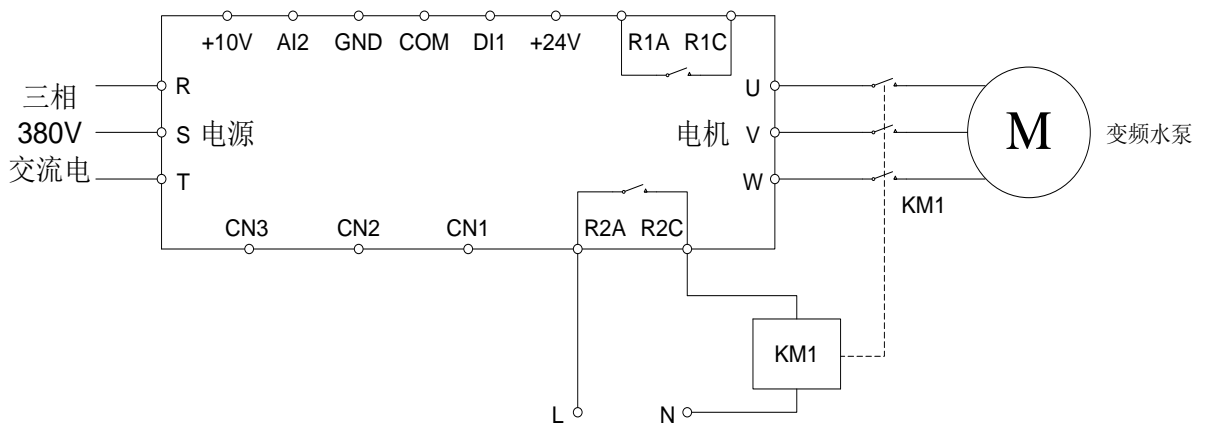 +10V AI2 GND COM DI1 +24V R1A R1C
三相
380V
交流电
R
S 电源
T
U
电机 V
W
M
变频水泵
KM1
CN3 CN2 CN1 R2A R2C
KM1
L N